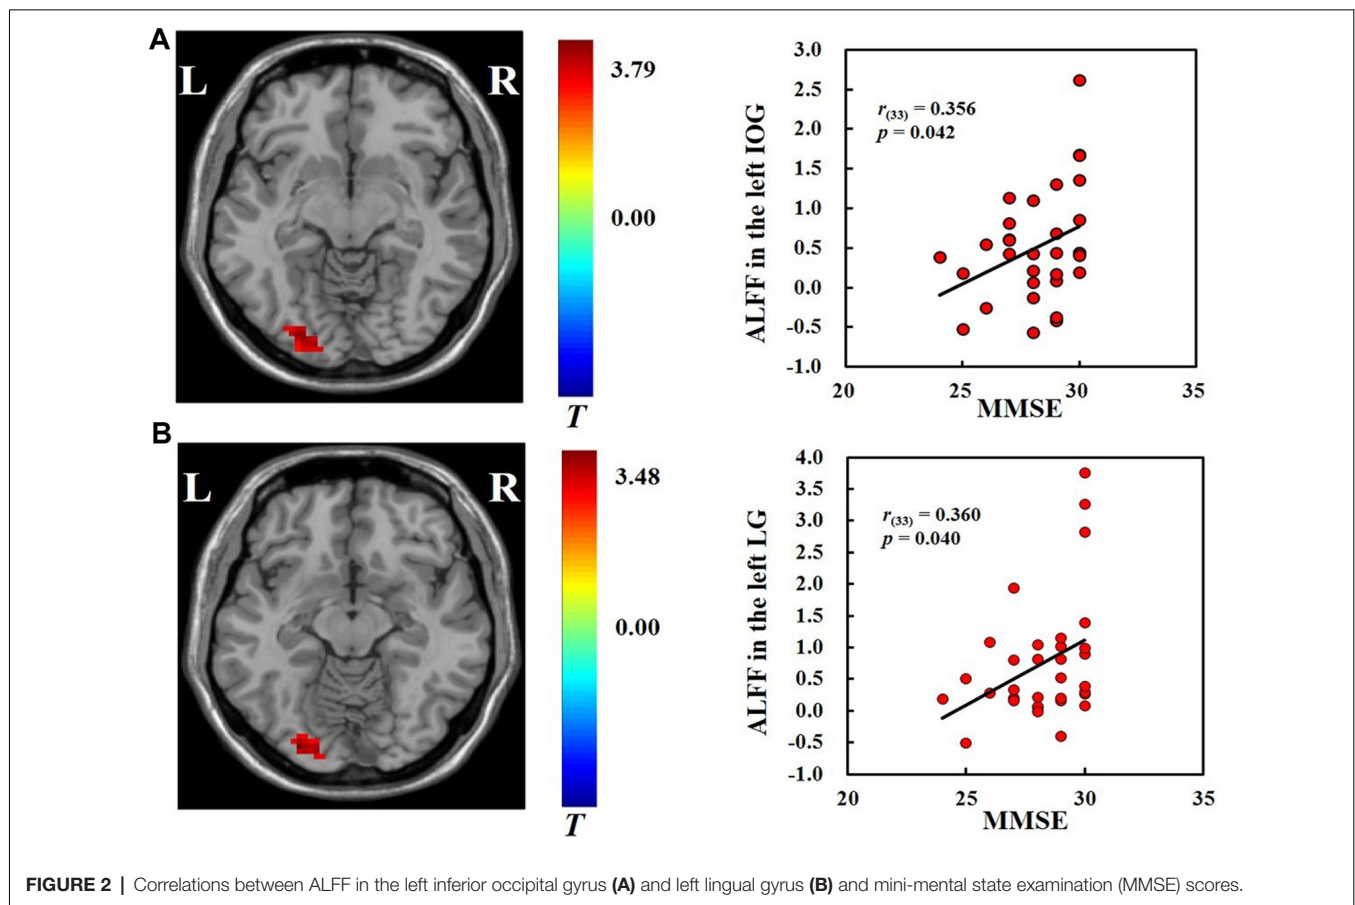 A
L R
3.79
0.00
T
3.0
2.5
2.0
1.5
1.0
0.5
0.0
-0.5
-1.0
ALFF in the left IOG
r(33) = 0.356
p = 0.042
20 25 30 35
MMSE
B
L R
3.48
0.00
T
4.0
3.5
3.0
2.5
2.0
1.5
1.0
0.5
0.0
-0.5
-1.0
ALFF in the left LG
r(33) = 0.360
p = 0.040
20 25 30 35
MMSE
FIGURE 2 | Correlations between ALFF in the left inferior occipital gyrus (A) and left lingual gyrus (B) and mini-mental state examination (MMSE) scores.